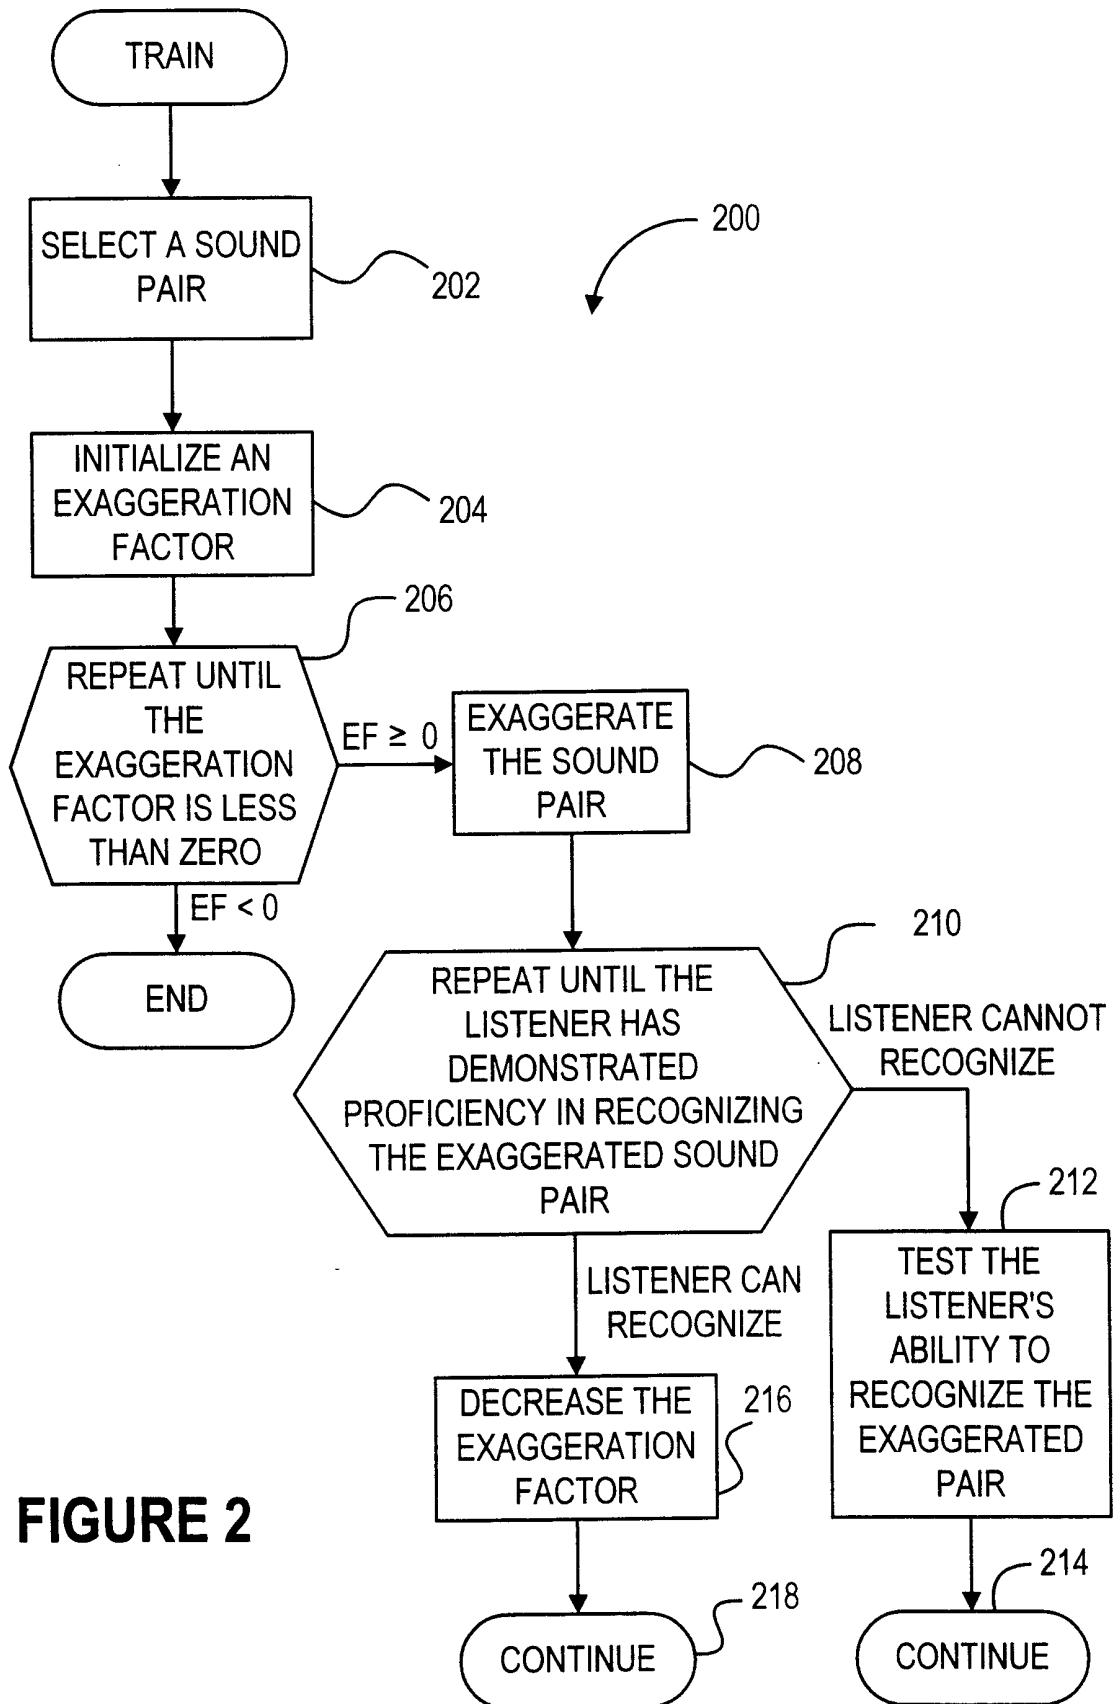 TRAIN
SELECT A SOUND
PAIR
202
200
INITIALIZE AN
EXAGGERATION
FACTOR
204
206
REPEAT UNTIL
THE
EXAGGERATION
FACTOR IS LESS
THAN ZERO
EF ≥ 0
EXAGGERATE
THE SOUND
PAIR
208
EF < 0
END
210
REPEAT UNTIL THE
LISTENER HAS
DEMONSTRATED
PROFICIENCY IN RECOGNIZING
THE EXAGGERATED SOUND
PAIR
LISTENER CANNOT
RECOGNIZE
212
TEST THE
LISTENER'S
ABILITY TO
RECOGNIZE THE
EXAGGERATED
PAIR
LISTENER CAN
RECOGNIZE
DECREASE THE
EXAGGERATION
FACTOR
216
214
CONTINUE
218
CONTINUE
FIGURE 2